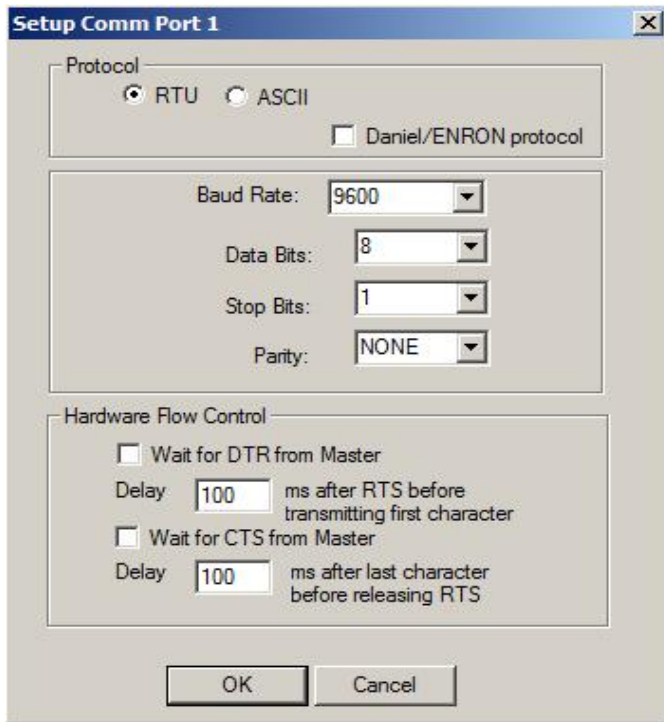 Setup Comm Port 1
Protocol
RTU ASCII
Daniel/ENRON protocol
Baud Rate: 9600
Data Bits: 8
Stop Bits: 1
Parity: NONE
Hardware Flow Control
Wait for DTR from Master
Delay 100 ms after RTS before
transmitting first character
Wait for CTS from Master
Delay 100 ms after last character
before releasing RTS
OK Cancel